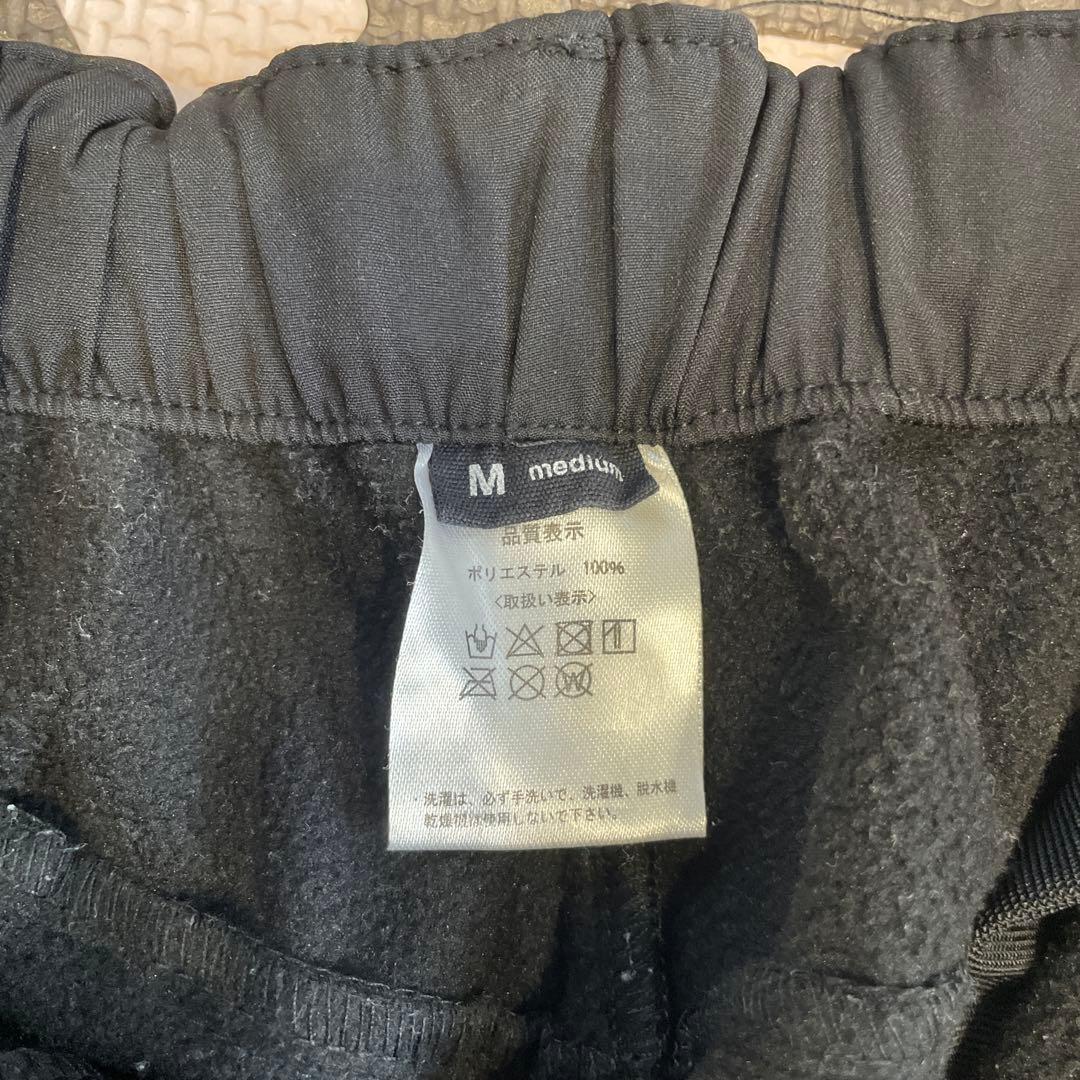 M medium
品質表示
ポリエステル 100%
〈取扱い表示〉
W
・洗濯は、必ず手洗いで、洗濯機、脱水機
乾燥機は使用しないで下さい。